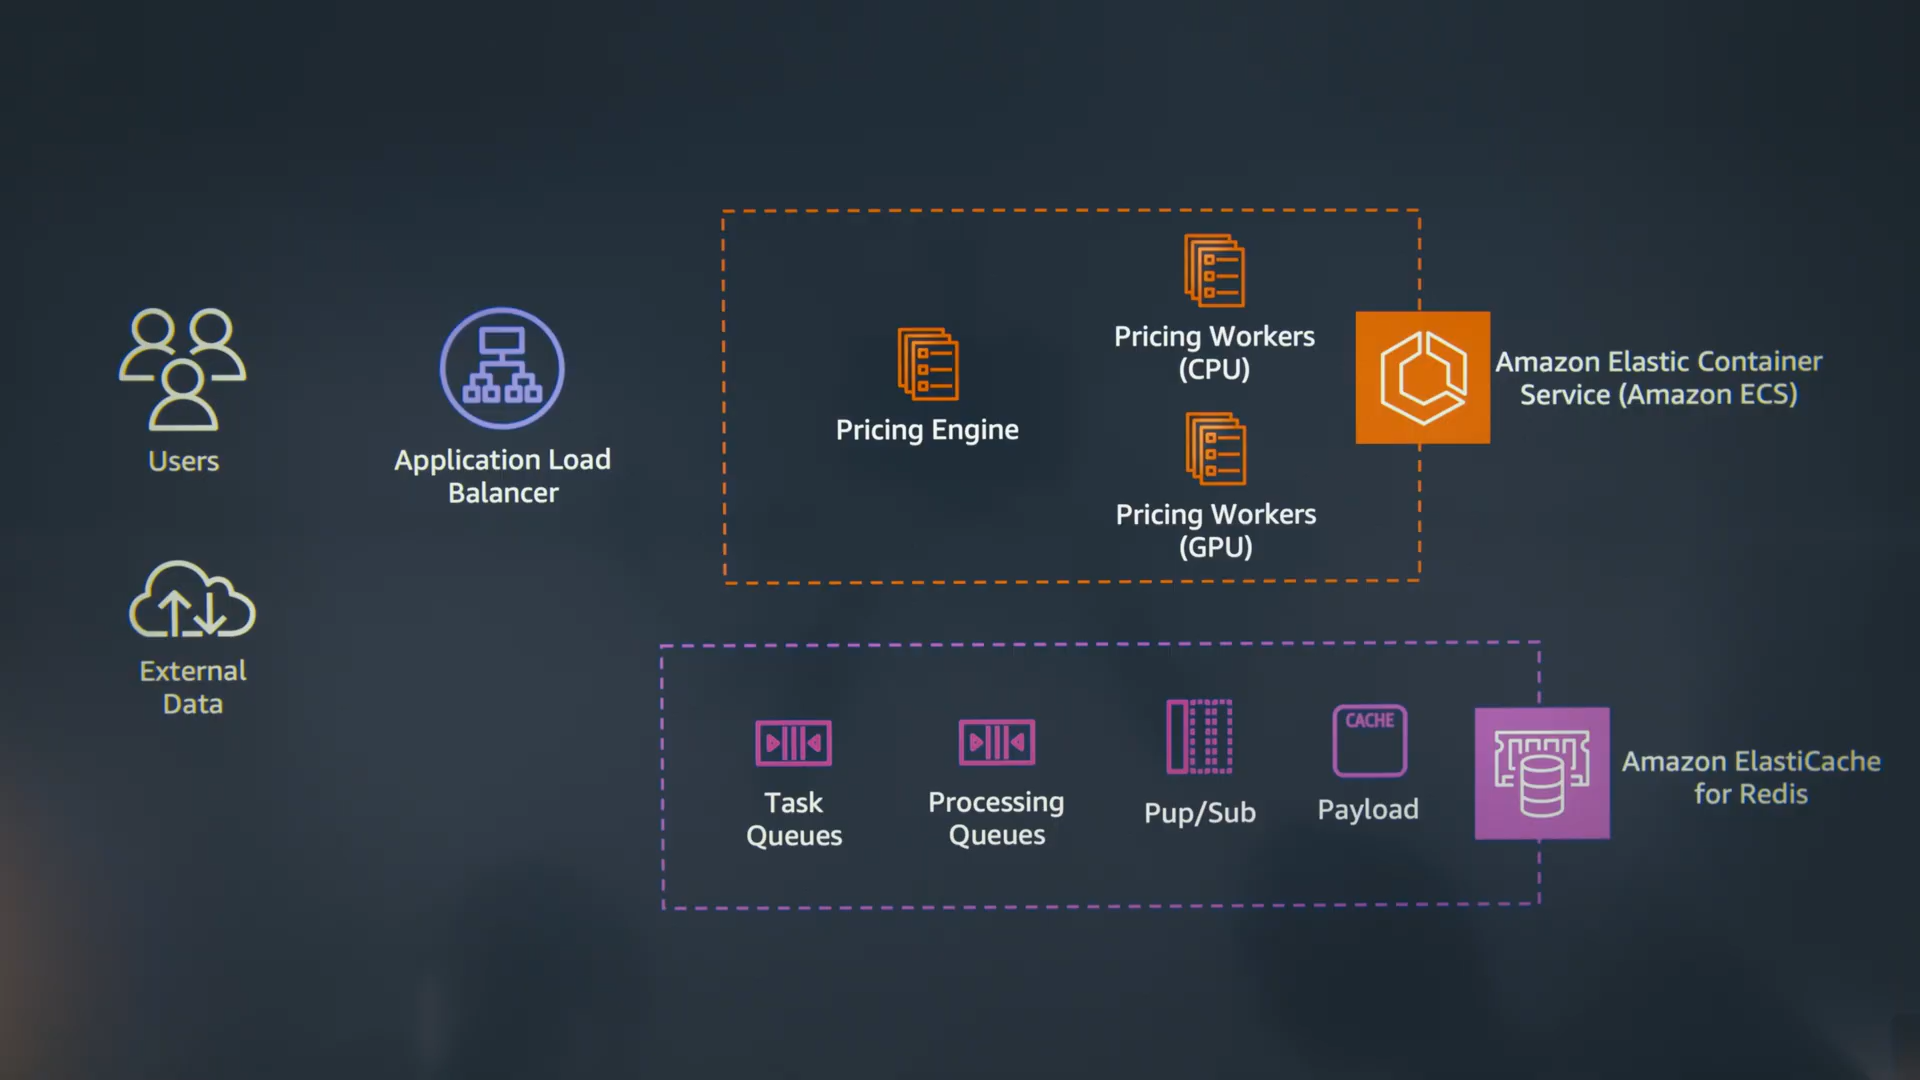 Users
Application Load
Balancer
Pricing Engine
Pricing Workers
(CPU)
Pricing Workers
(GPU)
Amazon Elastic Container
Service (Amazon ECS)
External
Data
Task
Queues
Processing
Queues
Pup/Sub
CACHE
Payload
Amazon ElastiCache
for Redis